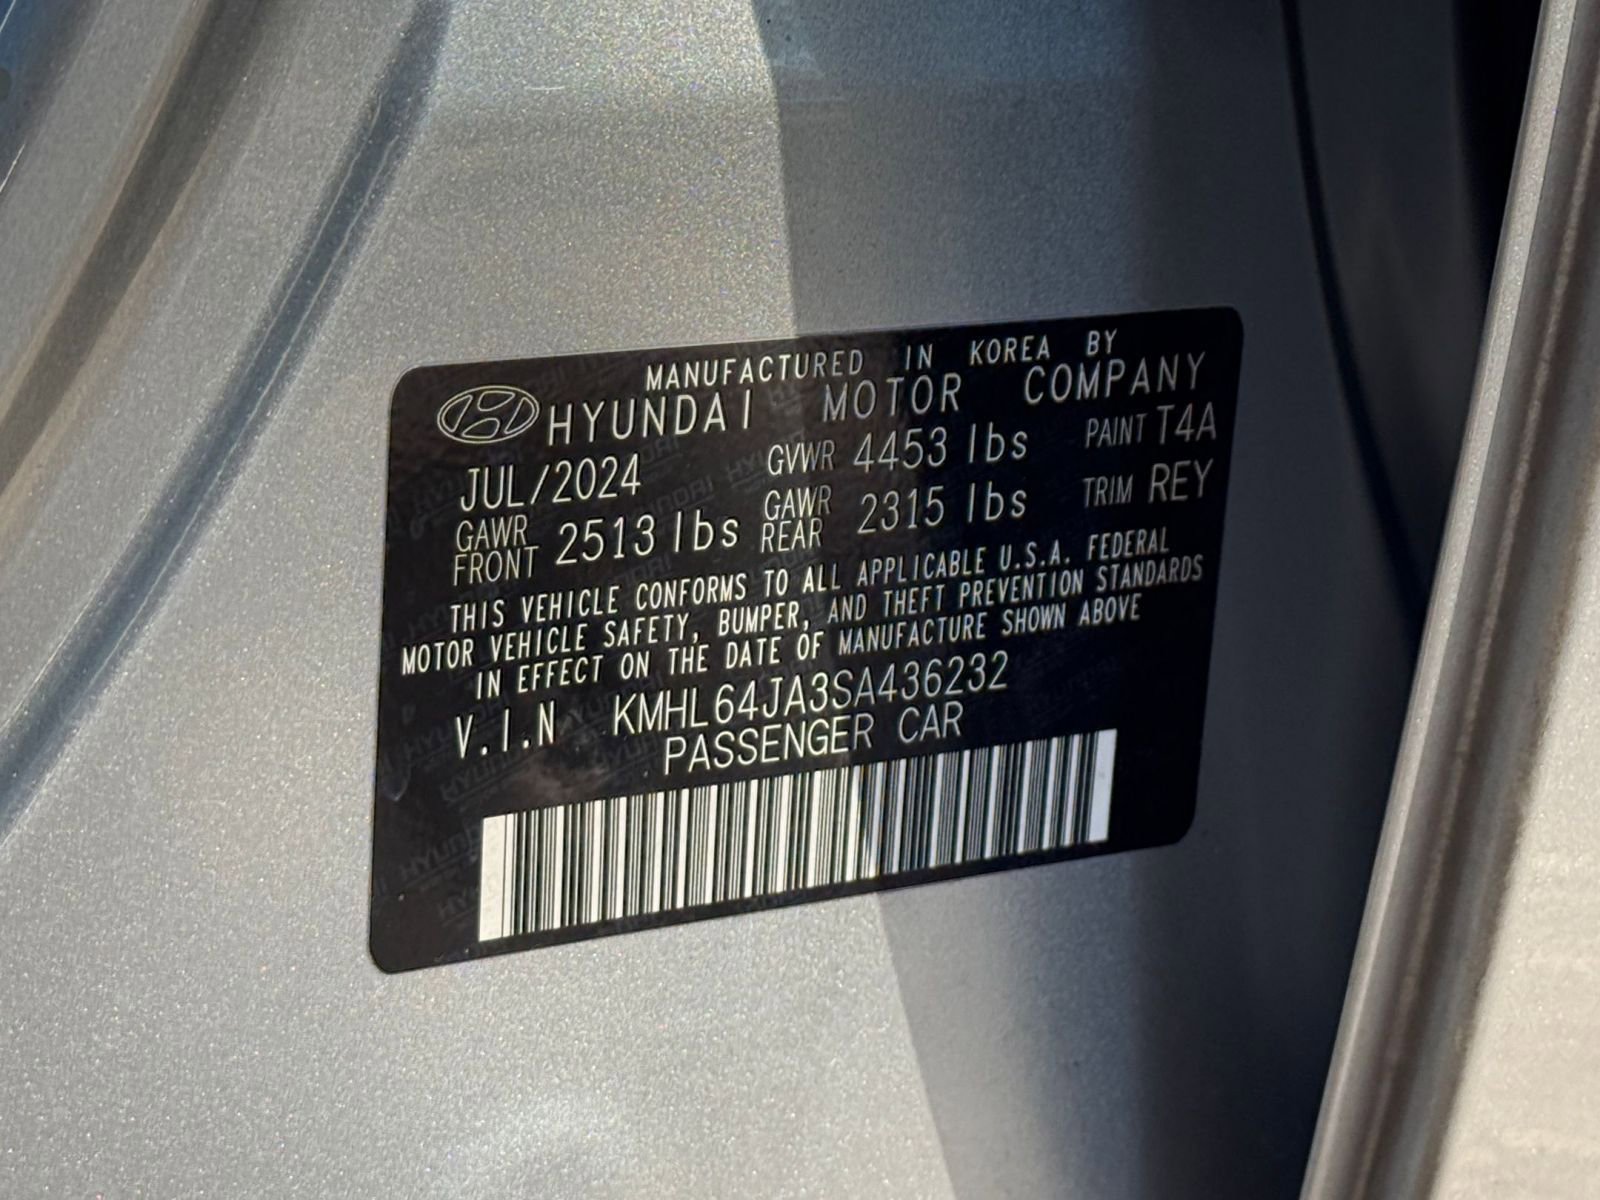 MANUFACTURED IN KOREA BY
HYUNDAI MOTOR COMPANY
JUL/2024 GVWR 4453 lbs PAINT T4A
GAWR FRONT 2513 lbs GAWR REAR 2315 lbs TRIM REY
THIS VEHICLE CONFORMS TO ALL APPLICABLE U.S.A. FEDERAL
MOTOR VEHICLE SAFETY, BUMPER, AND THEFT PREVENTION STANDARDS
IN EFFECT ON THE DATE OF MANUFACTURE SHOWN ABOVE
V.I.N KMHL64JA3SA436232
PASSENGER CAR